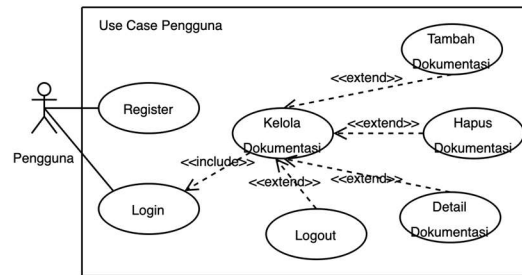 Use Case Pengguna
Tambah
Dokumentasi
<<extend>>
Register
Kelola
Dokumentasi
<<extend>>
Hapus
Dokumentasi
Pengguna
<<include>>
<<extend>>
<<extend>>
Login
Logout
Detail
Dokumentasi